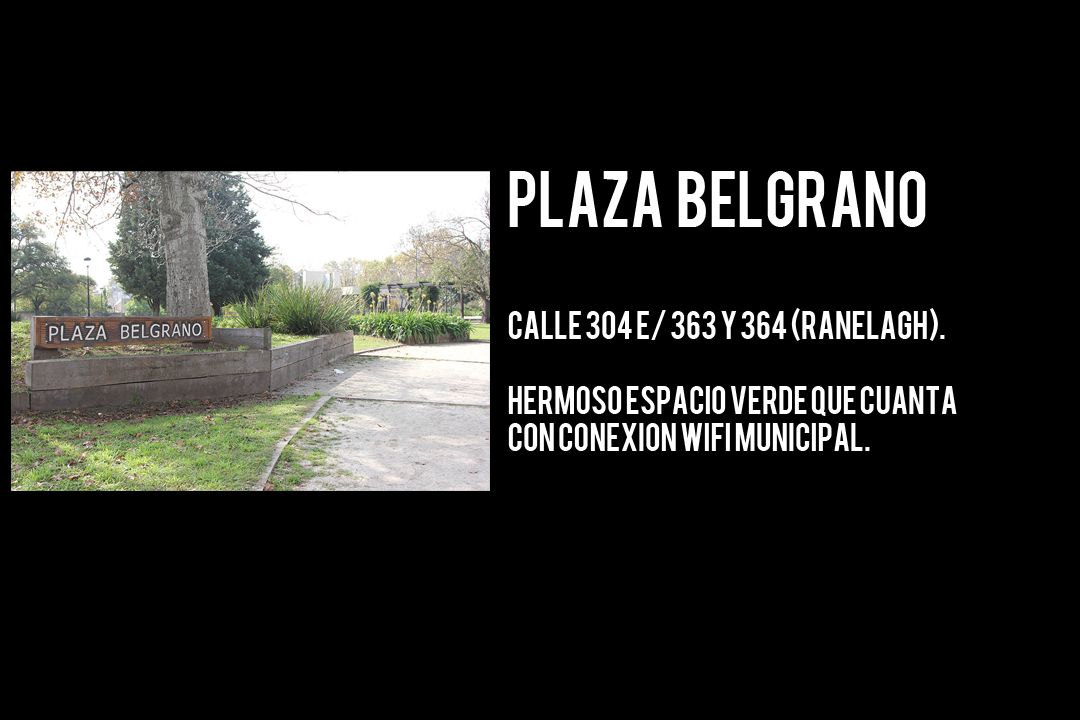 PLAZA BELGRANO
PLAZA BELGRANO
CALLE 304 E/ 363 Y 364 (RANELAGH).
HERMOSO ESPACIO VERDE QUE CUANTA
CON CONEXION WIFI MUNICIPAL.